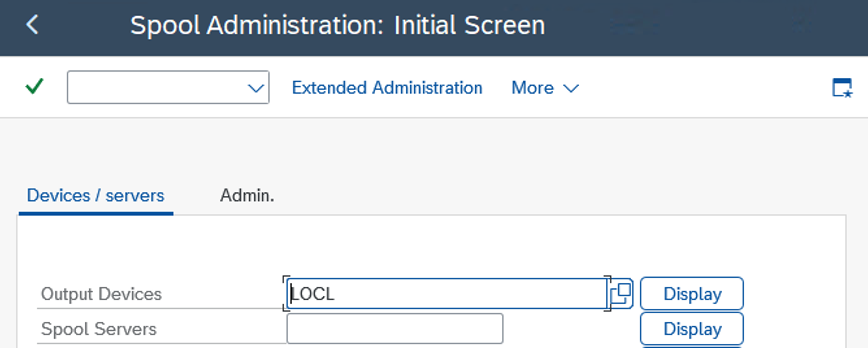 Spool Administration: Initial Screen
Extended Administration More
Devices / servers Admin.
Output Devices LOCL Display
Spool Servers Display